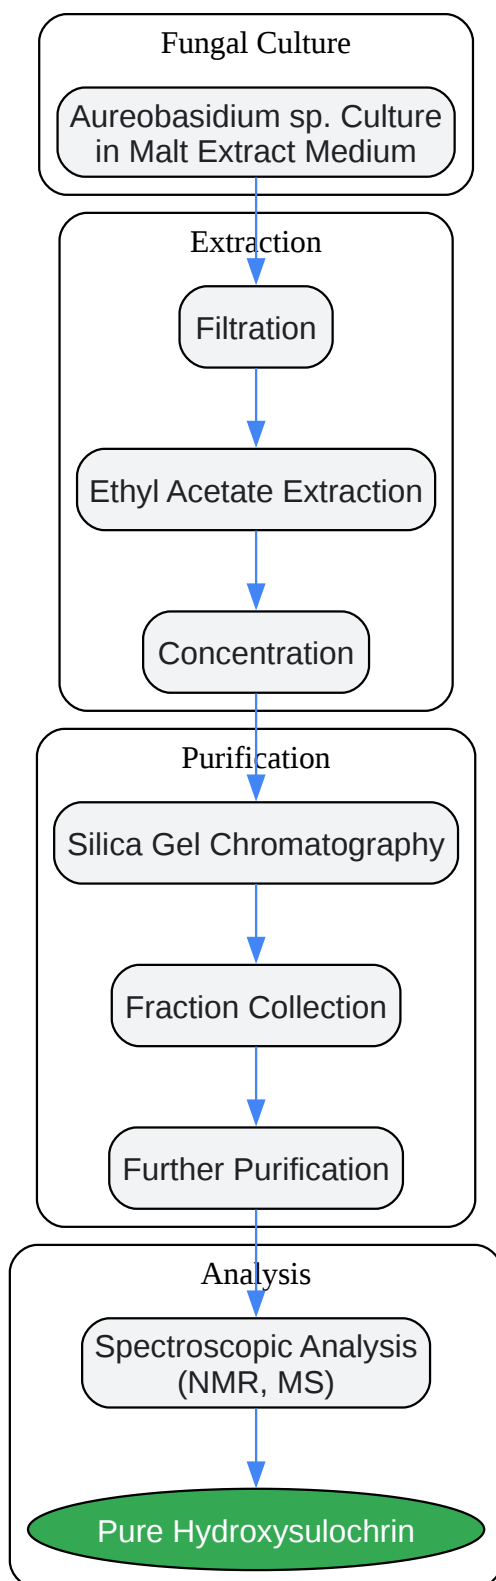 Fungal Culture
Aureobasidium sp. Culture
in Malt Extract Medium
Extraction
Filtration
Ethyl Acetate Extraction
Concentration
Purification
Silica Gel Chromatography
Fraction Collection
Further Purification
Analysis
Spectroscopic Analysis
(NMR, MS)
Pure Hydroxysulochrin